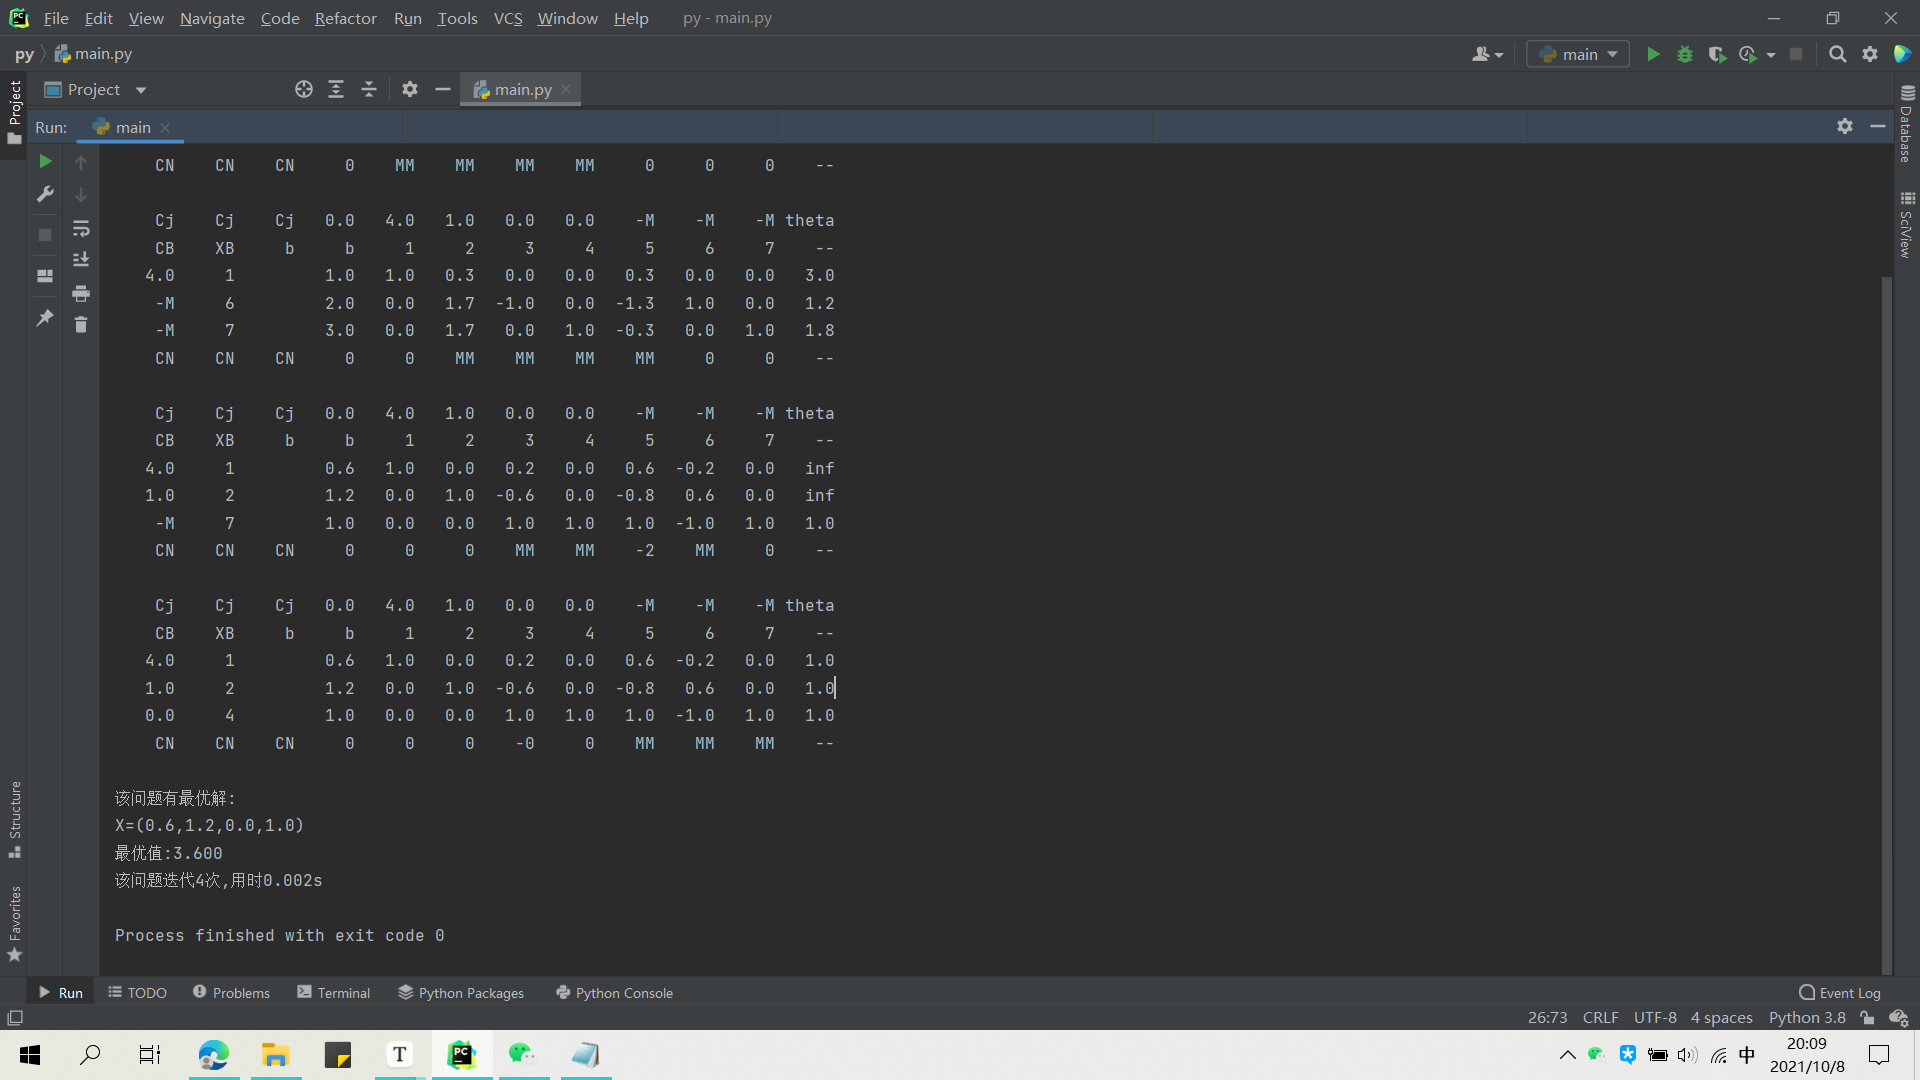 File Edit View Navigate Code Refactor Run Tools VCS Window Help py - main.py
py main.py main
Project main.py
Run: main
CN CN CN 0 MM MM MM MM 0 0 0 --
Cj Cj Cj 0.0 4.0 1.0 0.0 0.0 -M -M -M theta
CB XB b b 1 2 3 4 5 6 7 --
4.0 1 1.0 1.0 0.3 0.0 0.0 0.3 0.0 0.0 3.0
-M 6 2.0 0.0 1.7 -1.0 0.0 -1.3 1.0 0.0 1.2
-M 7 3.0 0.0 1.7 0.0 1.0 -0.3 0.0 1.0 1.8
CN CN CN 0 0 MM MM MM MM 0 0 --
Cj Cj Cj 0.0 4.0 1.0 0.0 0.0 -M -M -M theta
CB XB b b 1 2 3 4 5 6 7 --
4.0 1 0.6 1.0 0.0 0.2 0.0 0.6 -0.2 0.0 inf
1.0 2 1.2 0.0 1.0 -0.6 0.0 -0.8 0.6 0.0 inf
-M 7 1.0 0.0 0.0 1.0 1.0 1.0 -1.0 1.0 1.0
CN CN CN 0 0 0 MM MM -2 MM 0 --
Cj Cj Cj 0.0 4.0 1.0 0.0 0.0 -M -M -M theta
CB XB b b 1 2 3 4 5 6 7 --
4.0 1 0.6 1.0 0.0 0.2 0.0 0.6 -0.2 0.0 1.0
1.0 2 1.2 0.0 1.0 -0.6 0.0 -0.8 0.6 0.0 1.0
0.0 4 1.0 0.0 0.0 1.0 1.0 1.0 -1.0 1.0 1.0
CN CN CN 0 0 0 -0 0 MM MM MM --
该问题有最优解:
X=(0.6,1.2,0.0,1.0)
最优值:3.600
该问题迭代4次,用时0.002s
Process finished with exit code 0
Project
Structure
Favorites
Database
SciView
Run TODO Problems Terminal Python Packages Python Console Event Log
26:73 CRLF UTF-8 4 spaces Python 3.8
T PC 中 20:09
2021/10/8